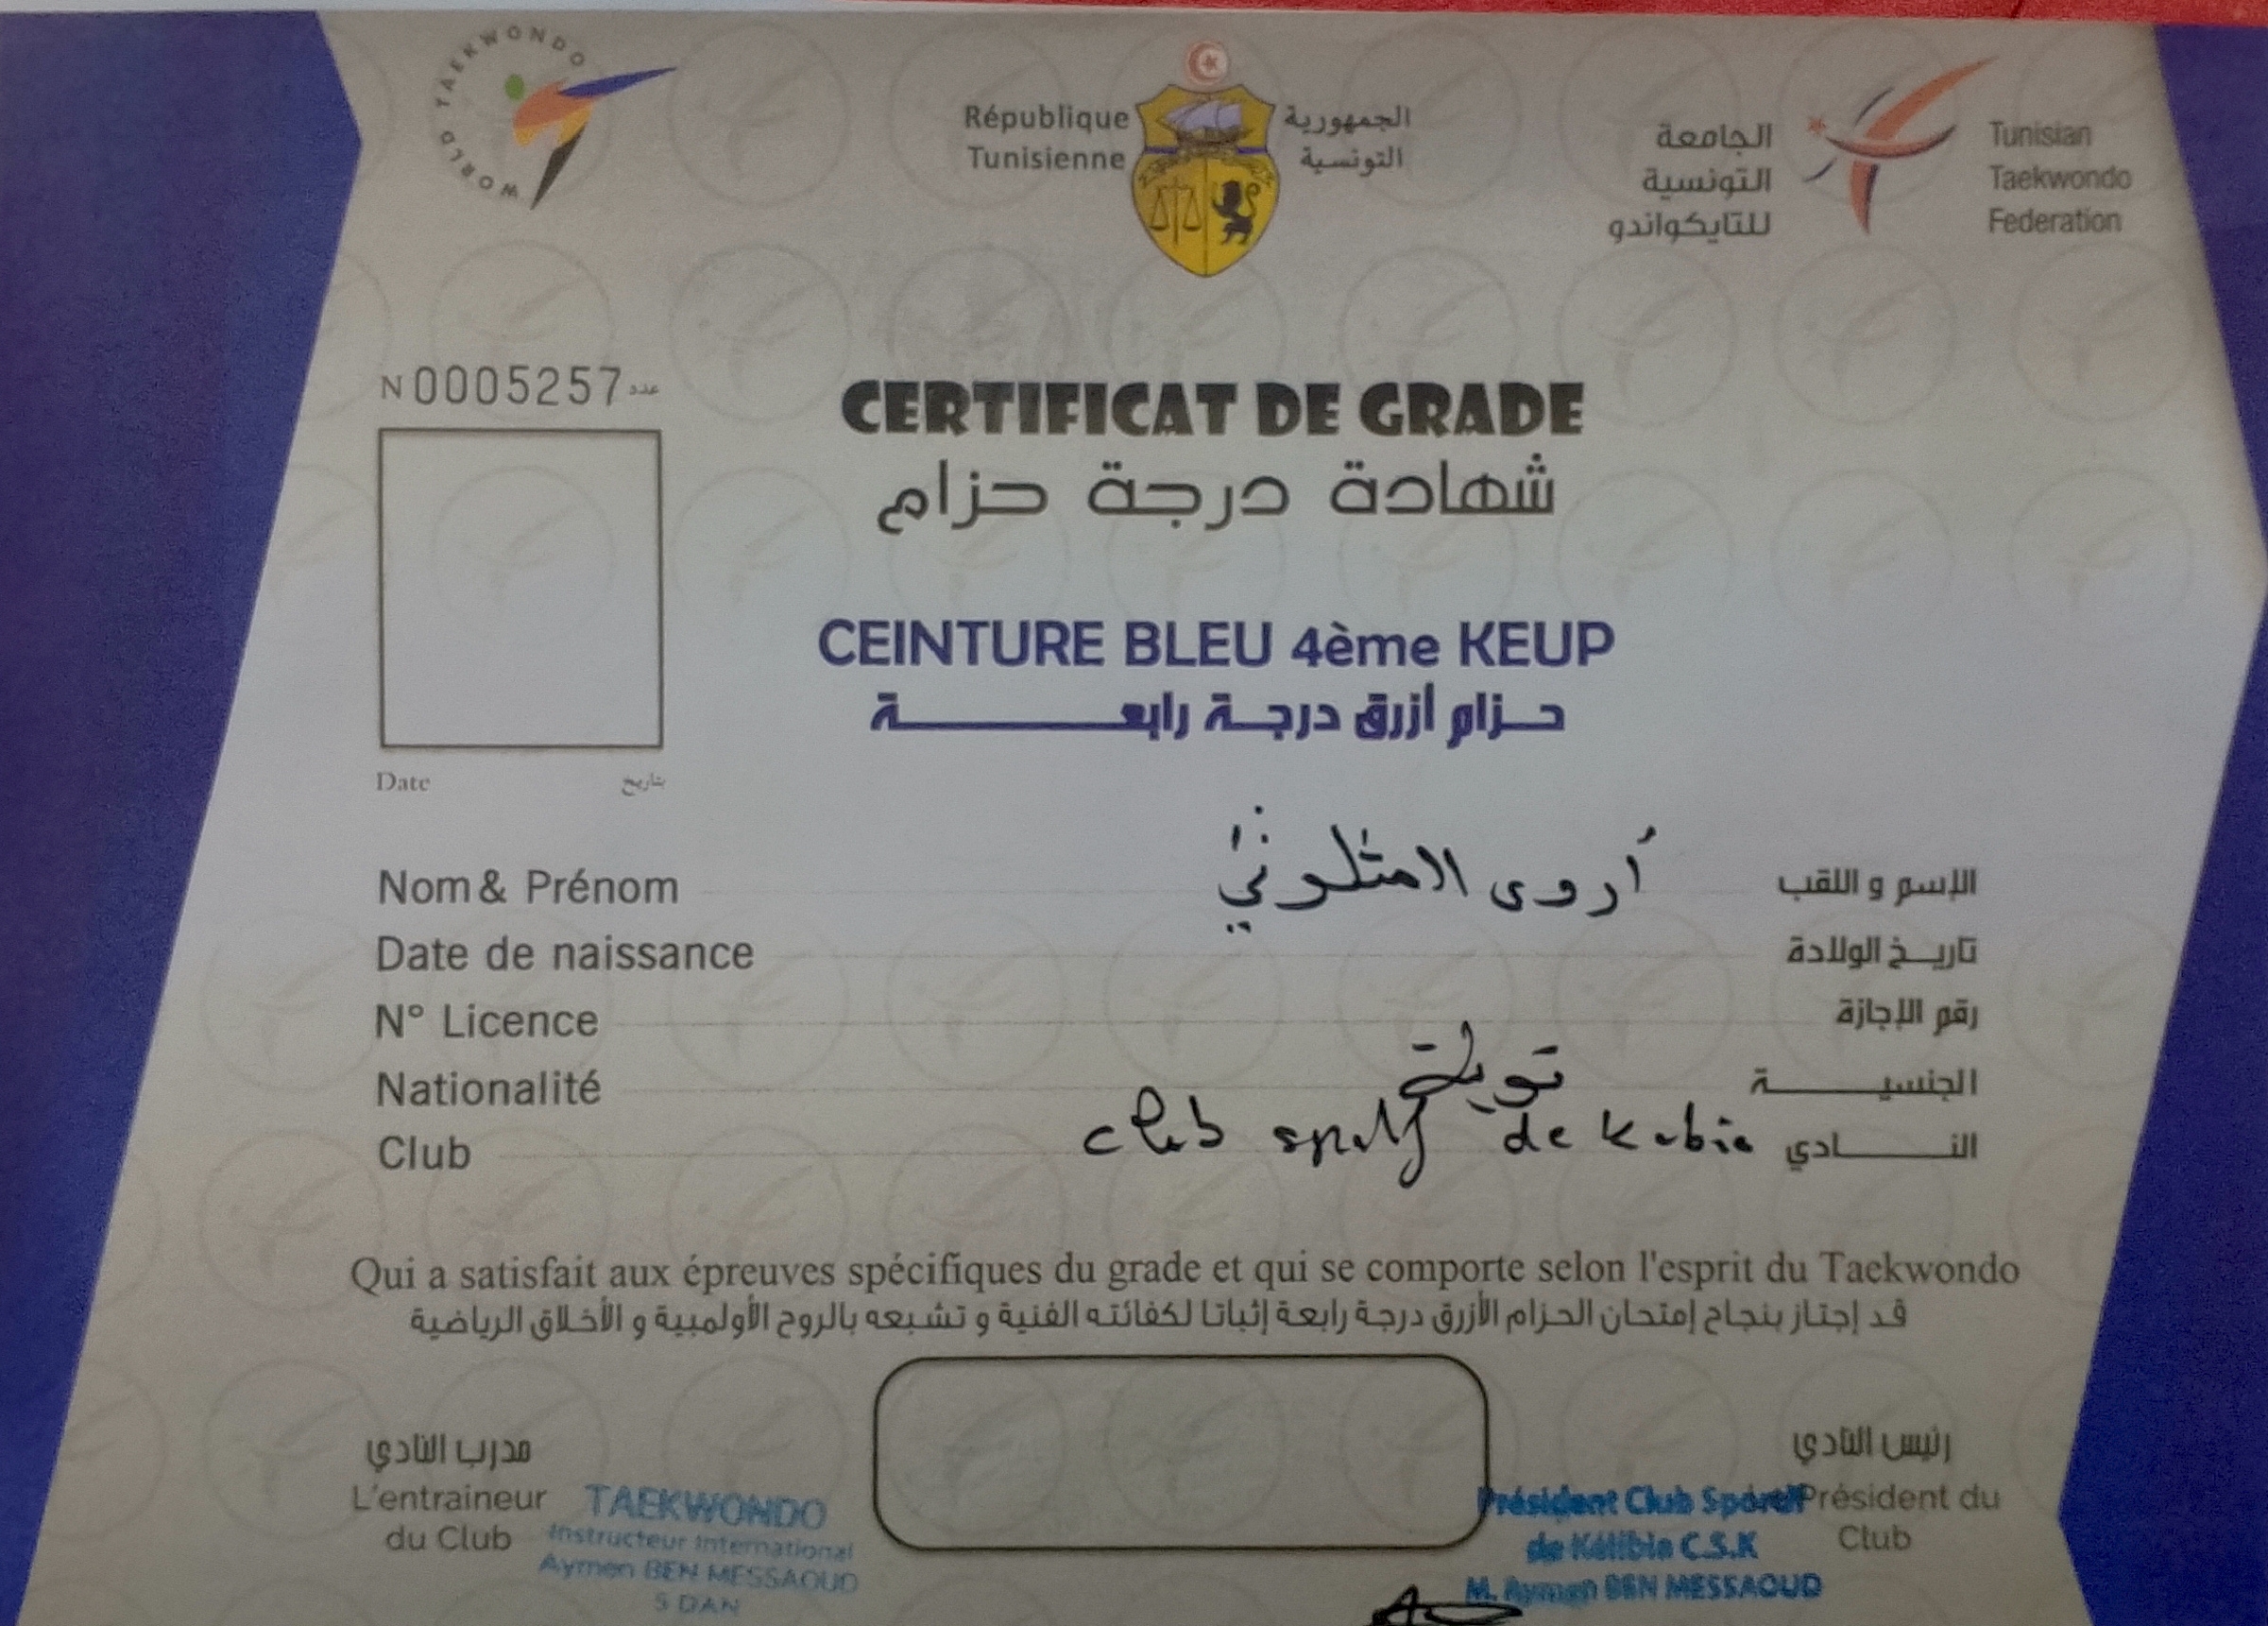 WORLD TAEKWONDO
République
Tunisienne
الجمهورية
التونسية
الجامعة
التونسية
للتايكواندو
Tunisian
Taekwondo
Federation
N 0005257 عدد
CERTIFICAT DE GRADE
شهادة درجة حزام
CEINTURE BLEU 4ème KEUP
حزام أزرق درجة رابعة
Date بتاريخ
Nom & Prénom أروى الإسم و اللقب
Date de naissance تاريخ الولادة
N° Licence رقم الإجازة
Nationalité الجنسية
Club club de النادي
Qui a satisfait aux épreuves spécifiques du grade et qui se comporte selon l'esprit du Taekwondo
قد إجتاز بنجاح إمتحان الحزام الأزرق درجة رابعة إثباتا لكفائته الفنية و تشبعه بالروح الأولمبية و الأخلاق الرياضية
مدرب النادي
L'entraineur
du Club
TAEKWONDO
Instructeur International
Aymen BEN MESSAOUD
5 DAN
رئيس النادي
Président du
Club
Président Club Sportif
de Kélibia C.S.K
M. Aymen BEN MESSAOUD